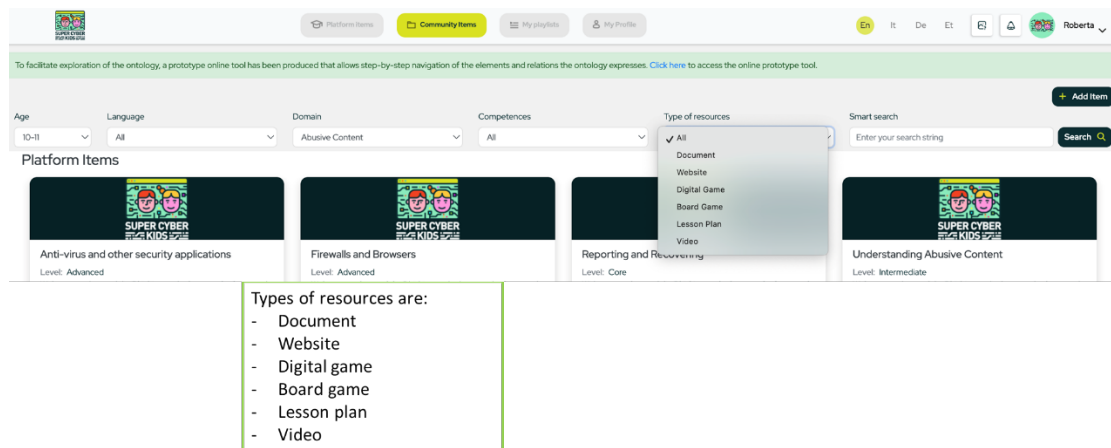 SUPER CYBER
KIDS
Platform Items
Community Items
My playlists
My Profile
En It De Et
Roberta
To facilitate exploration of the ontology, a prototype online tool has been produced that allows step-by-step navigation of the elements and relations the ontology expresses. Click here to access the online prototype tool.
+ Add Item
Age Language Domain Competences Type of resources Smart search
10-11 All Abusive Content All Enter your search string Search
✓ All
Document
Website
Digital Game
Board Game
Lesson Plan
Video
Platform Items
SUPER CYBER
KIDS
Anti-virus and other security applications
Level: Advanced
SUPER CYBER
KIDS
Firewalls and Browsers
Level: Advanced
Reporting and Recovering
Level: Core
SUPER CYBER
KIDS
Understanding Abusive Content
Level: Intermediate
Types of resources are:
- Document
- Website
- Digital game
- Board game
- Lesson plan
- Video